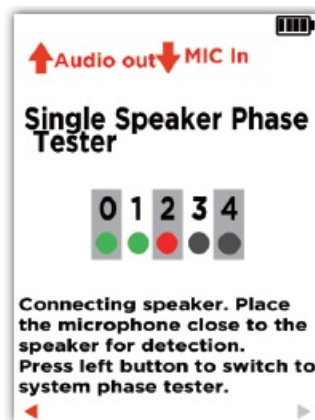 Audio out MIC In
Single Speaker Phase
Tester
0 1 2 3 4
Connecting speaker. Place
the microphone close to the
speaker for detection.
Press left button to switch to
system phase tester.